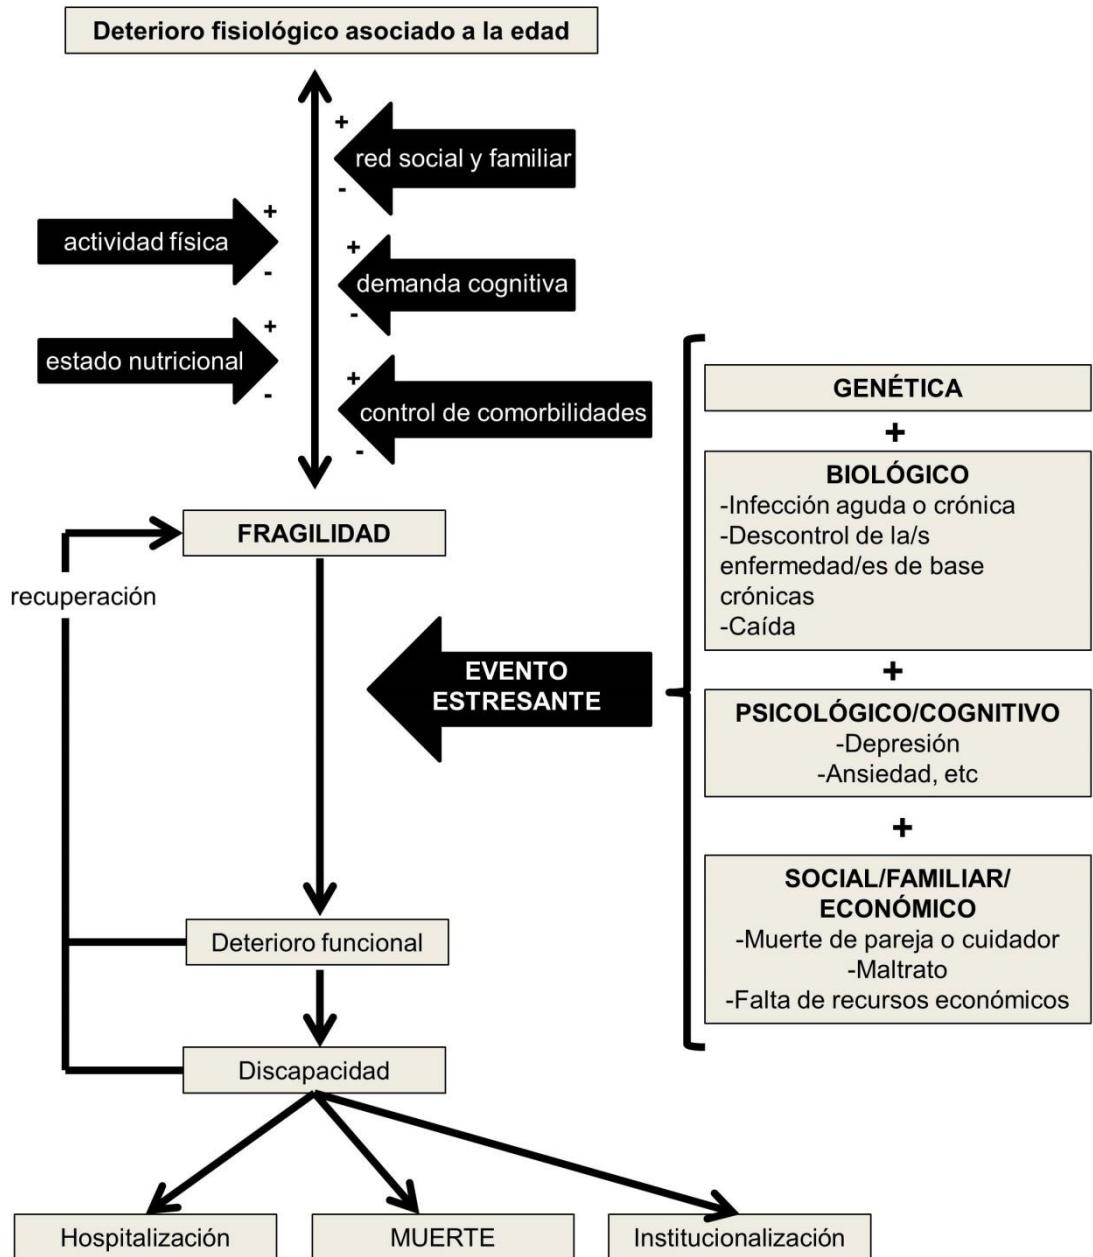 Deterioro fisiológico asociado a la edad
+
red social y familiar
-
+
actividad física
-
+
demanda cognitiva
-
+
estado nutricional
-
+
control de comorbilidades
-
GENÉTICA
+
BIOLÓGICO
-Infección aguda o crónica
-Descontrol de la/s
enfermedad/es de base
crónicas
-Caída
+
PSICOLÓGICO/COGNITIVO
-Depresión
-Ansiedad, etc
+
SOCIAL/FAMILIAR/
ECONÓMICO
-Muerte de pareja o cuidador
-Maltrato
-Falta de recursos económicos
FRAGILIDAD
recuperación
EVENTO
ESTRESANTE
Deterioro funcional
Discapacidad
Hospitalización
MUERTE
Institucionalización